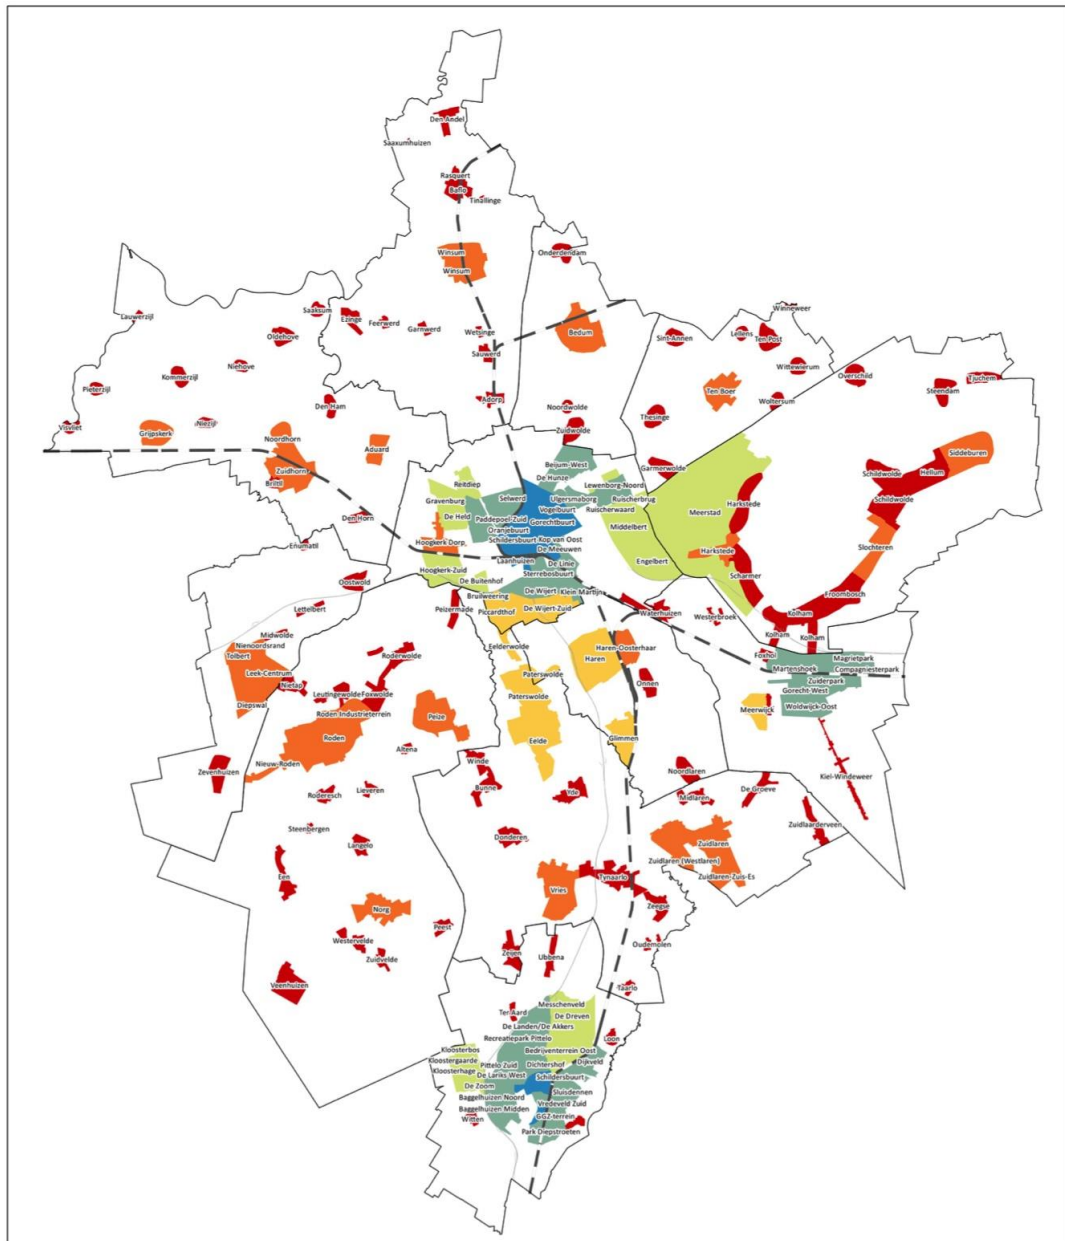 Den Andel
Saaxumhuizen
Rasquert
Baflo
Tinallinge
Winsum
Winsum
Onderdendam
Lauwerzijl
Saaksum
Ezinge
Feerwerd
Garnwerd
Oldehove
Wetsinge
Sauwerd
Bedum
Winneweer
Sint-Annen
Lellens
Ten Post
Wittewierum
Overschild
Tjuchem
Steendam
Niehove
Kommerzijl
Pieterzijl
Den Ham
Adorp
Noordwolde
Zuidwolde
Ten Boer
Woltersum
Thesinge
Visvliet
Grijpskerk
Niezijl
Noordhorn
Aduard
Zuidhorn
Briltil
Den Horn
Enumatil
Beijum-West
De Hunze
Garmerwolde
Siddeburen
Schildwolde
Hellum
Schildwolde
Reitdiep
Gravenburg
De Held
Selwerd
Lewenborg-Noord
Ulgersmaborg
Ruischerbrug
Ruischerwaard
Vogelbuurt
Paddepoel-Zuid
Gorechtbuurt
Oranjebuurt
Schildersbuurt
Kop van Oost
De Meeuwen
Middelbert
Engelbert
Meerstad
Harkstede
Harkstede
Scharmer
Slochteren
Froombosch
Hoogkerk Dorp
Hoogkerk-Zuid
Laanhuizen
De Linie
Sterrebosbuurt
De Buitenhof
De Wijert
Klein Martijn
Bruilweering
Piccardthof
De Wijert-Zuid
Oostwold
Lettelbert
Peizermade
Waterhuizen
Westerbroek
Kolham
Kolham
Kolham
Foxhol
Midwolde
Nienoordsrand
Tolbert
Leek-Centrum
Nietap
Diepswal
Roderwolde
Leutingewolde
Foxwolde
Roden-Industrieterrein
Roden
Nieuw-Roden
Eelderwolde
Haren
Haren-Oosterhaar
Paterswolde
Paterswolde
Eelde
Onnen
Glimmen
Martenshoek
Magrietpark
Compagniesterpark
Zuiderpark
Gorecht-West
Woldwijck-Oost
Meerwijck
Peize
Altena
Zevenhuizen
Roderesch
Lieveren
Steenbergen
Langelo
Een
Winde
Bunne
Yde
Donderen
Noordlaren
Midlaren
De Groeve
Kiel-Windeweer
Zuidlaarderveen
Zuidlaren
Zuidlaren (Westlaren)
Zuidlaren-Zuis-Es
Vries
Tynaarlo
Zeegse
Norg
Peest
Westervelde
Zuidvelde
Veenhuizen
Zeijen
Ubbena
Oudemolen
Taarlo
Messchenveld
Ter Aard
De Dreven
De Landen/De Akkers
Recreatiepark Pittelo
Loon
Bedrijventerrein Oost
Kloosterbos
Kloostergaarde
Kloosterhage
Pittelo Zuid
Dichtershof
Dijkveld
De Lariks West
Schildersbuurt
De Zoom
Sluisdennen
Baggelhuizen Noord
Vredeveld Zuid
Baggelhuizen Midden
GGZ-terrein
Witten
Park Diepstroeten